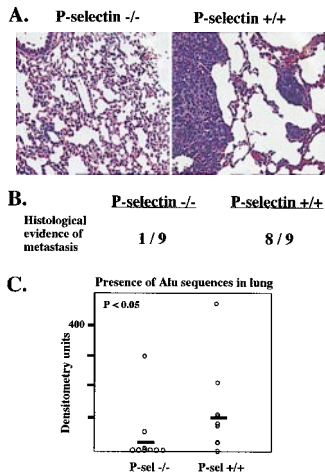 A.
P-selectin -/-
P-selectin +/+
B.
P-selectin -/-
P-selectin +/+
Histological
evidence of
metastasis
1 / 9
8 / 9
C.
Presence of Alu sequences in lung
P < 0.05
400
Densitometry units
P-sel -/-
P-sel +/+